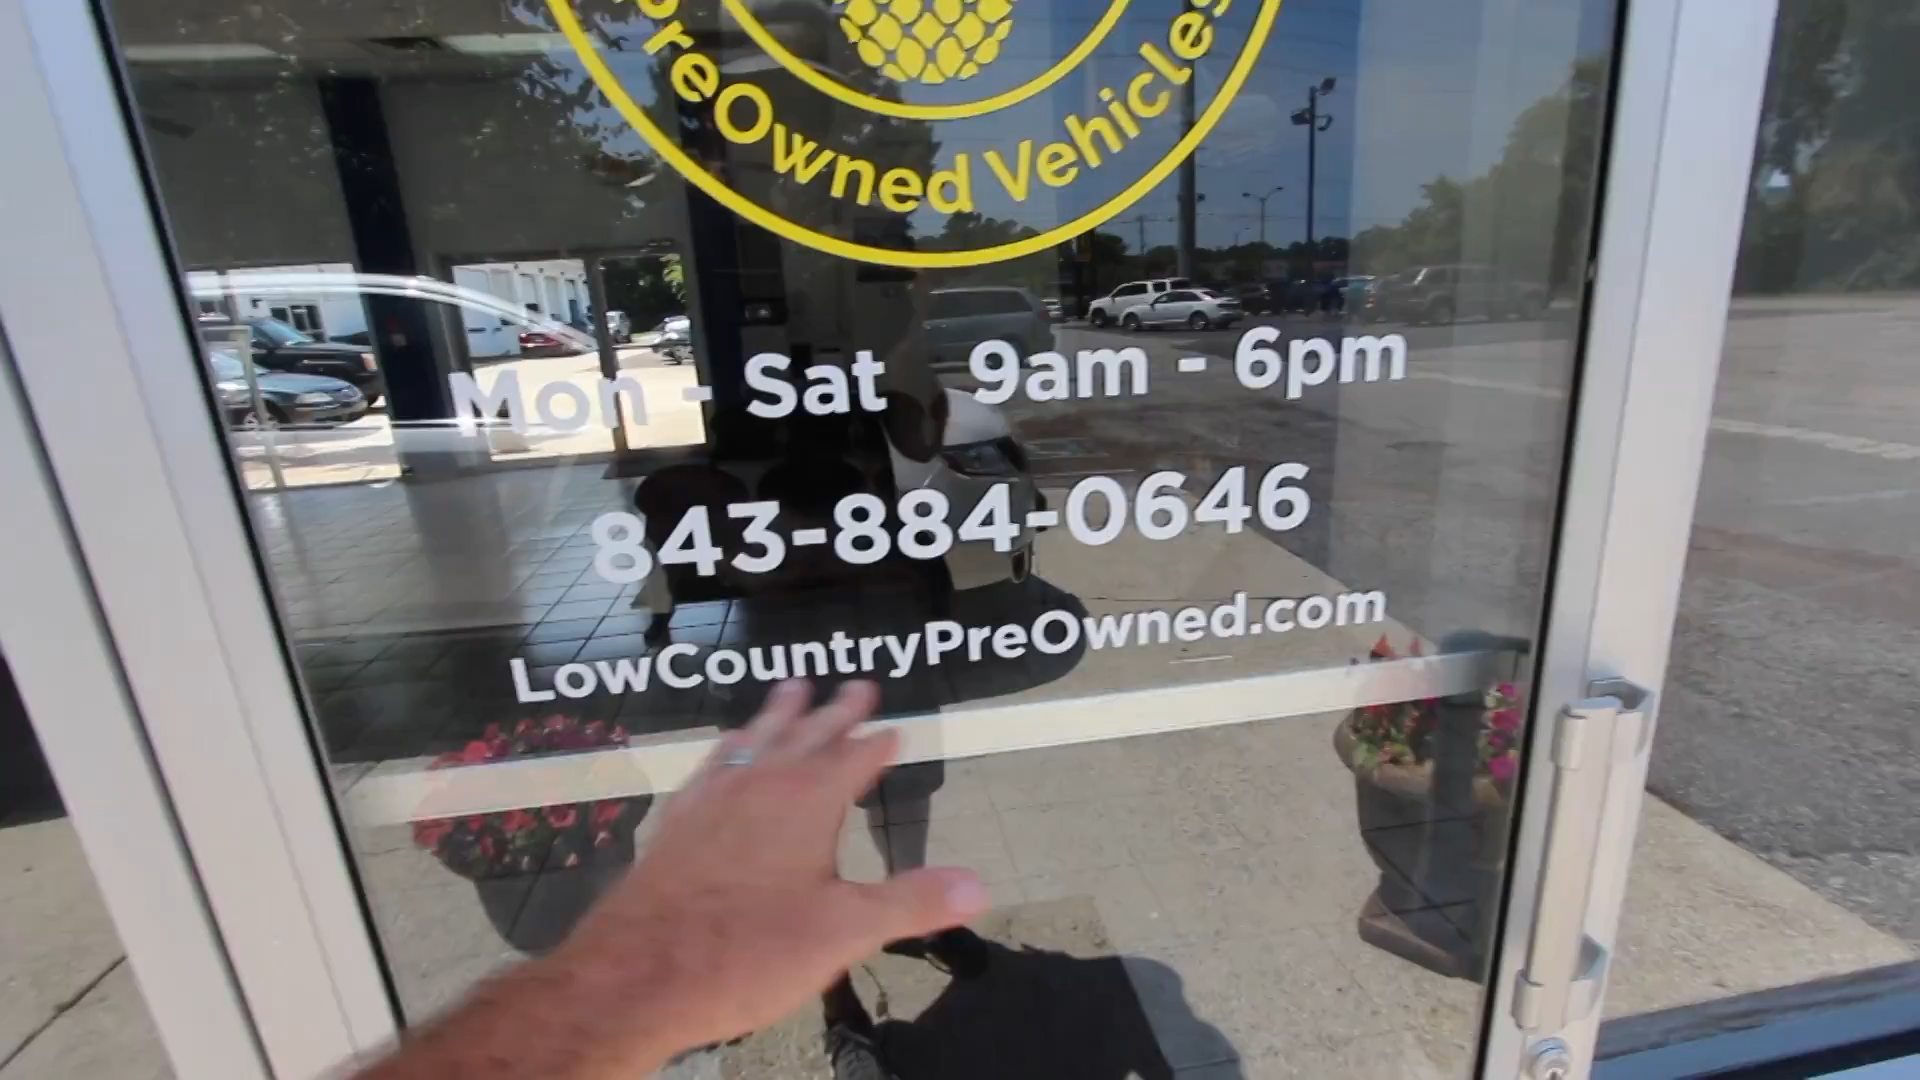 PreOwned Vehicles
Mon - Sat 9am - 6pm
843-884-0646
LowCountryPreOwned.com